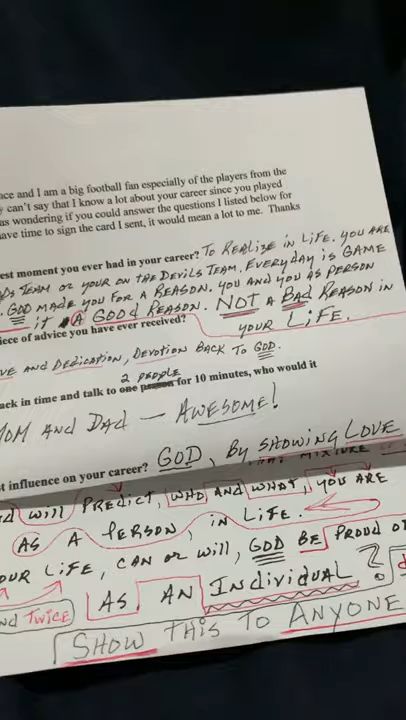 ace and I am a big football fan especially of the players from the
can't say that I know a lot about your career since you played
as wondering if you could answer the questions I listed below for
ave time to sign the card I sent, it would mean a lot to me. Thanks
est moment you ever had in your career? To Realize in Life. you are
Team or your on the Devils Team. Everyday is Game
God made you for a Reason. you and you as person
it A Good Reason. Not a Bad Reason in
iece of advice you have ever received? your Life.
ve and Dedication, Devotion Back To God.
2 people
ack in time and talk to one person for 10 minutes, who would it
Mom and Dad — Awesome!
t influence on your career? God, By showing Love
will Predict, who and what, you are
As a Person, in Life.
our Life, can or will, God Be Proud of
As an Individual ?
nd Twice
Show This To Anyone